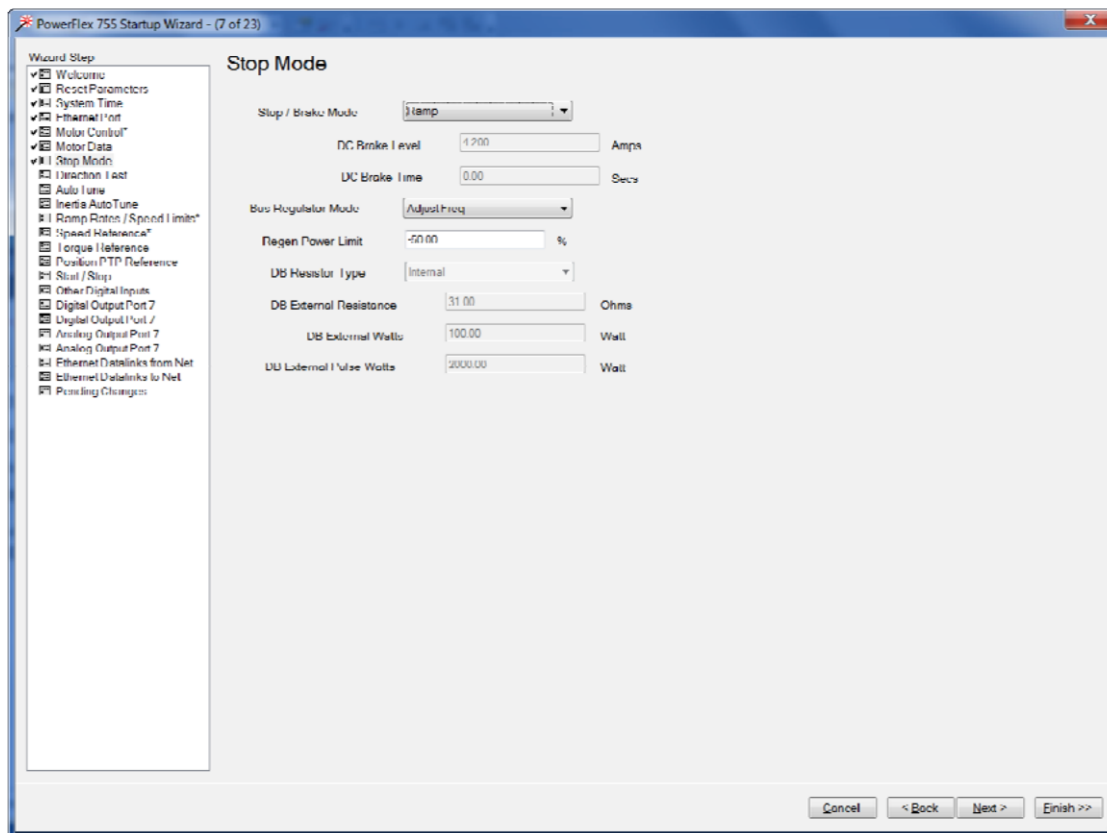 PowerFlex 755 Startup Wizard - (7 of 23)
X
Wizard Step
Welcome
Reset Parameters
System Time
Ethernet Port
Motor Control*
Motor Data
Stop Mode
Direction Test
AutoTune
Inertia AutoTune
Ramp Rates / Speed Limits*
Speed Reference*
Torque Reference
Position PTP Reference
Start / Stop
Other Digital Inputs
Digital Output Port 7
Digital Output Port 7
Analog Output Port 7
Analog Output Port 7
Ethernet Datalinks from Net
Ethernet Datalinks to Net
Pending Changes
Stop Mode
Stop / Brake Mode Ramp
DC Brake Level 4.200 Amps
DC Brake Time 0.00 Secs
Bus Regulator Mode Adjust Freq
Regen Power Limit -50.00 %
DB Resistor Type Internal
DB External Resistance 31.00 Ohms
DB External Watts 100.00 Watt
DB External Pulse Watts 2000.00 Watt
Cancel < Back Next > Finish >>